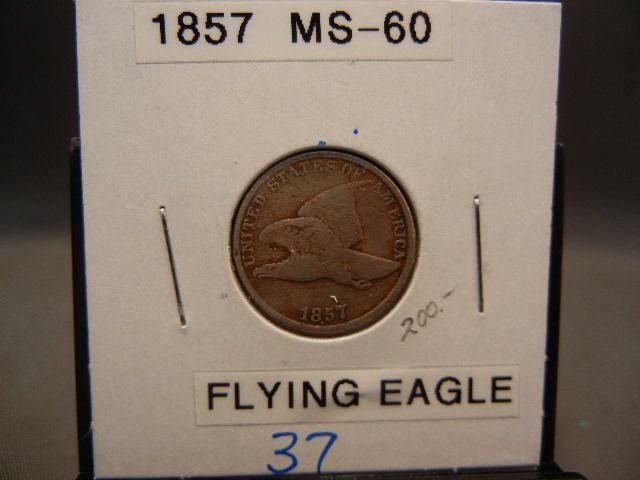 1857 MS-60
UNITED STATES OF AMERICA
1857
200.-
FLYING EAGLE
37